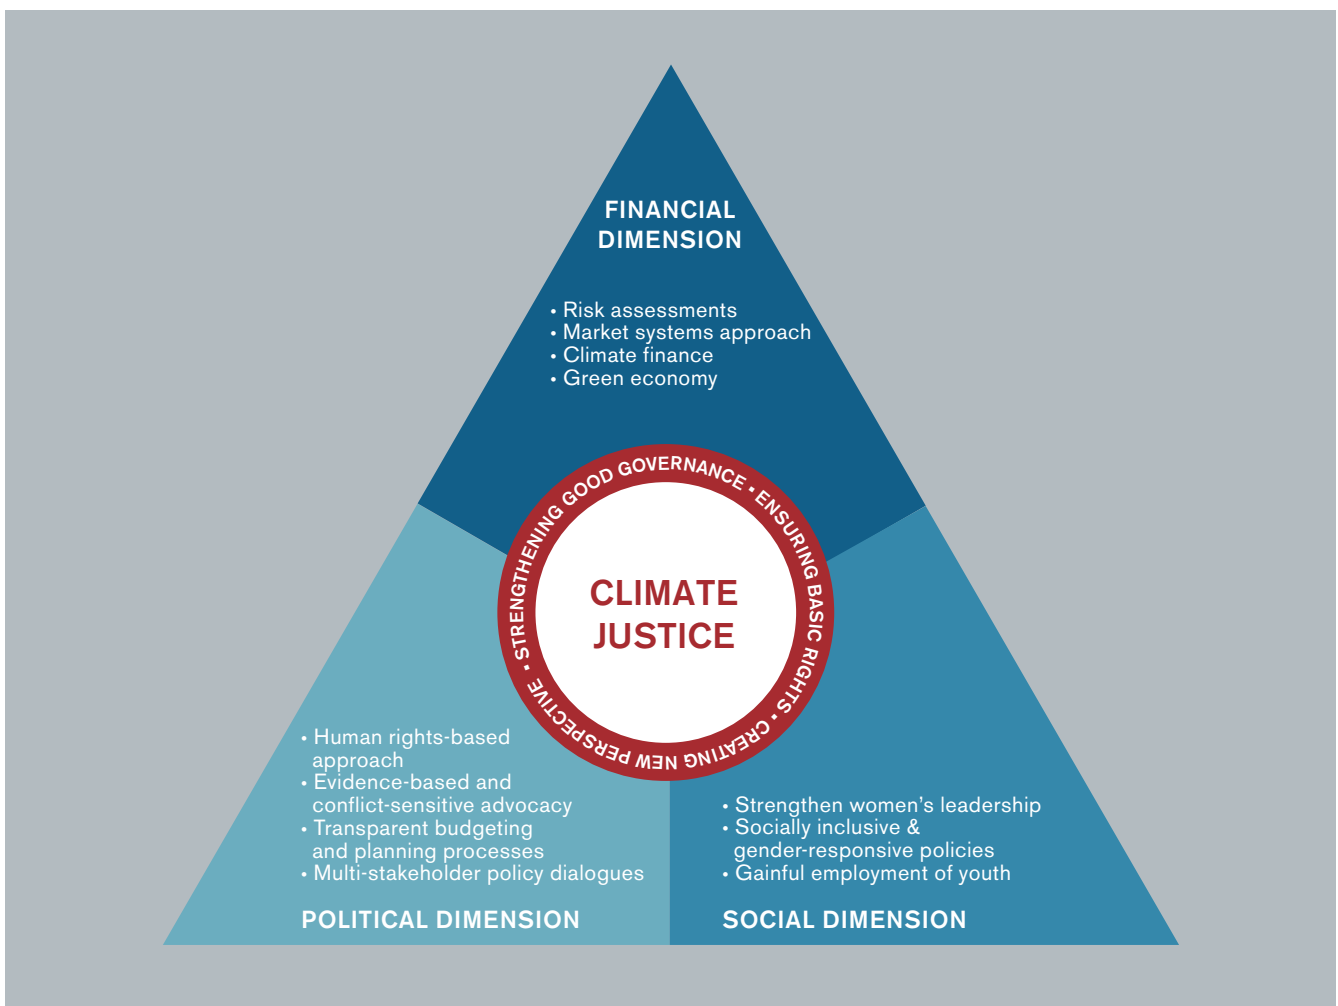 FINANCIAL
DIMENSION
• Risk assessments
• Market systems approach
• Climate finance
• Green economy
STRENGTHENING GOOD GOVERNANCE • ENSURING BASIC RIGHTS • CREATING NEW PERSPECTIVE •
CLIMATE
JUSTICE
• Human rights-based
approach
• Evidence-based and
conflict-sensitive advocacy
• Transparent budgeting
and planning processes
• Multi-stakeholder policy dialogues
POLITICAL DIMENSION
• Strengthen women’s leadership
• Socially inclusive &
gender-responsive policies
• Gainful employment of youth
SOCIAL DIMENSION